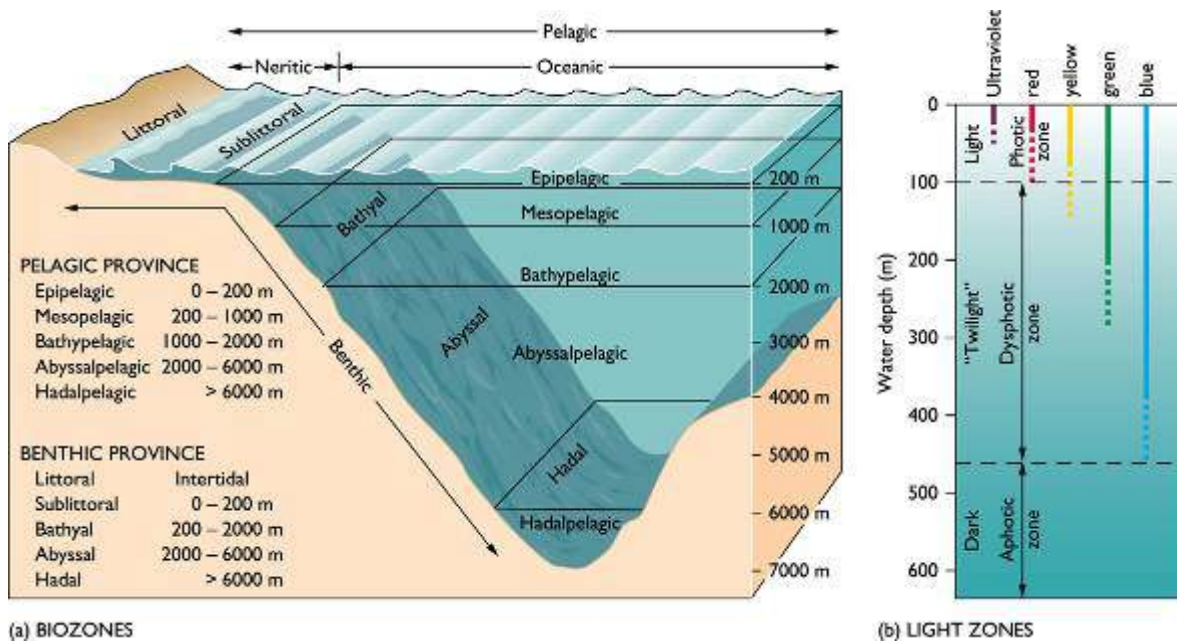 Pelagic
Neritic
Oceanic
Littoral
Sublittoral
Epipelagic
200 m
Bathyal
Mesopelagic
1000 m
Bathypelagic
2000 m
Abyssal
3000 m
Abyssalpelagic
Benthic
4000 m
Hadal
5000 m
6000 m
Hadalpelagic
7000 m
PELAGIC PROVINCE
Epipelagic 0 – 200 m
Mesopelagic 200 – 1000 m
Bathypelagic 1000 – 2000 m
Abyssalpelagic 2000 – 6000 m
Hadalpelagic > 6000 m
BENTHIC PROVINCE
Littoral Intertidal
Sublittoral 0 – 200 m
Bathyal 200 – 2000 m
Abyssal 2000 – 6000 m
Hadal > 6000 m
(a) BIOZONES
Ultraviolet
red
yellow
green
blue
Water depth (m)
0
100
200
300
400
500
600
Light
Photic
zone
"Twilight"
Dysphotic
zone
Dark
Aphotic
zone
(b) LIGHT ZONES